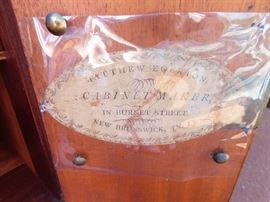 MATTHEW EGERTON
CABINET MAKER,
IN BURNET STREET
NEW BRUNSWICK,